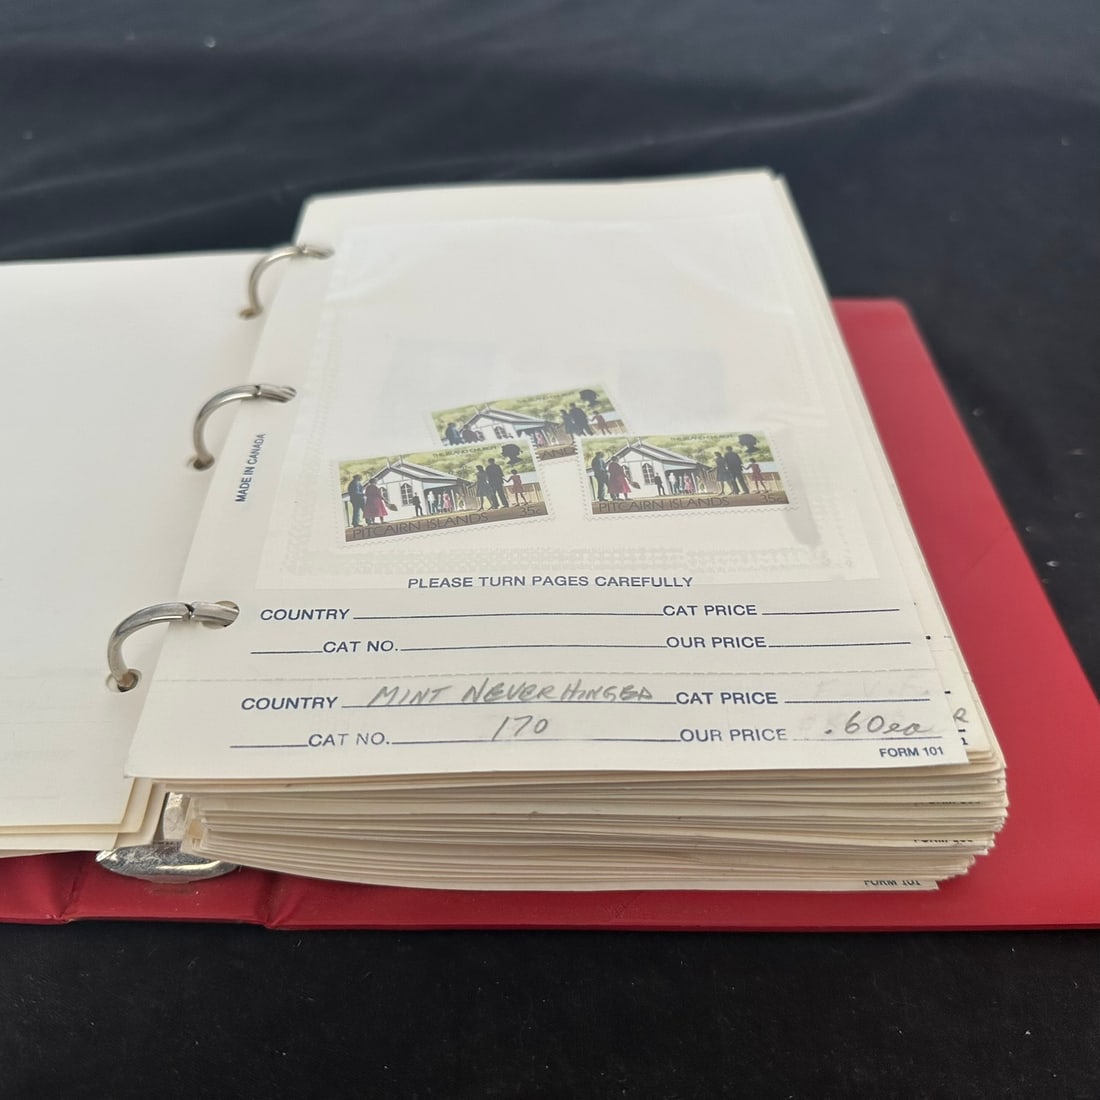 MADE IN CANADA
PITCAIRN ISLANDS
35c
PITCAIRN ISLANDS
35c
PLEASE TURN PAGES CAREFULLY
COUNTRY CAT PRICE
CAT NO. OUR PRICE
COUNTRY MINT NEVER HINGED CAT PRICE
CAT NO. 170 OUR PRICE .60ea
FORM 101
FORM 101